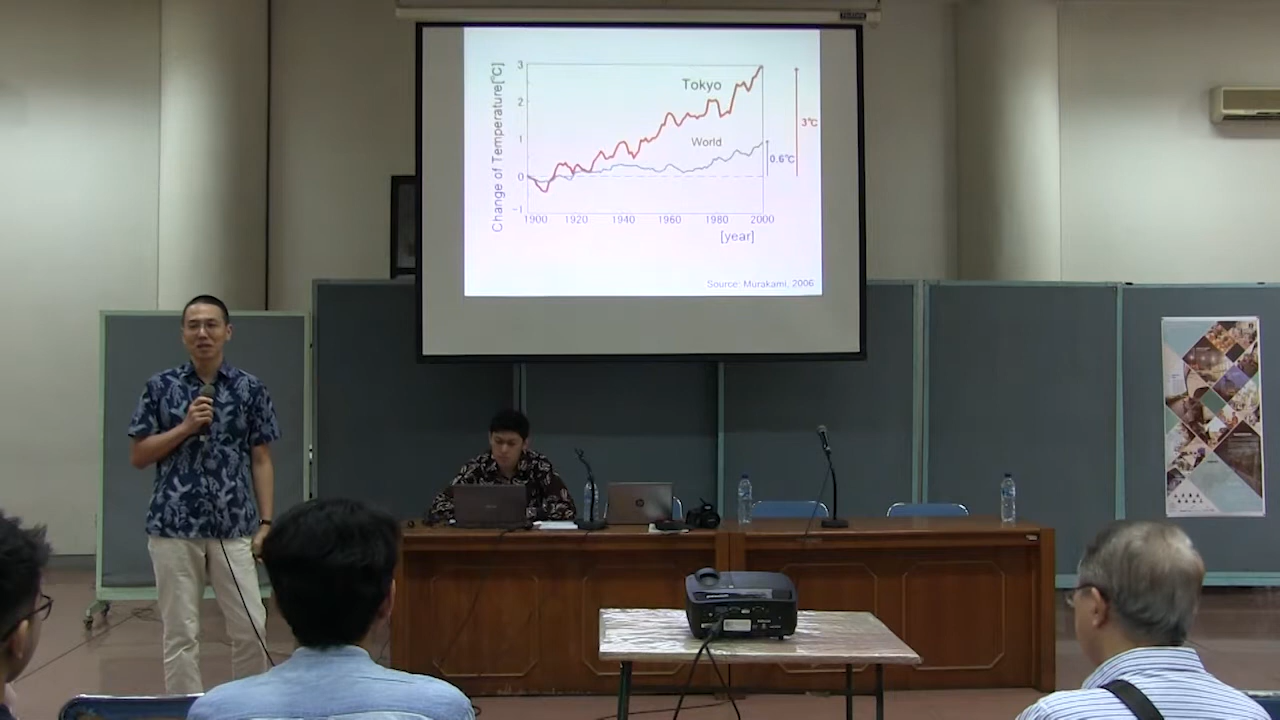 Change of Temperature[℃]
3
2
1
0
−1
Tokyo
World
3℃
0.6℃
1900 1920 1940 1960 1980 2000
[year]
Source: Murakami, 2006
hp